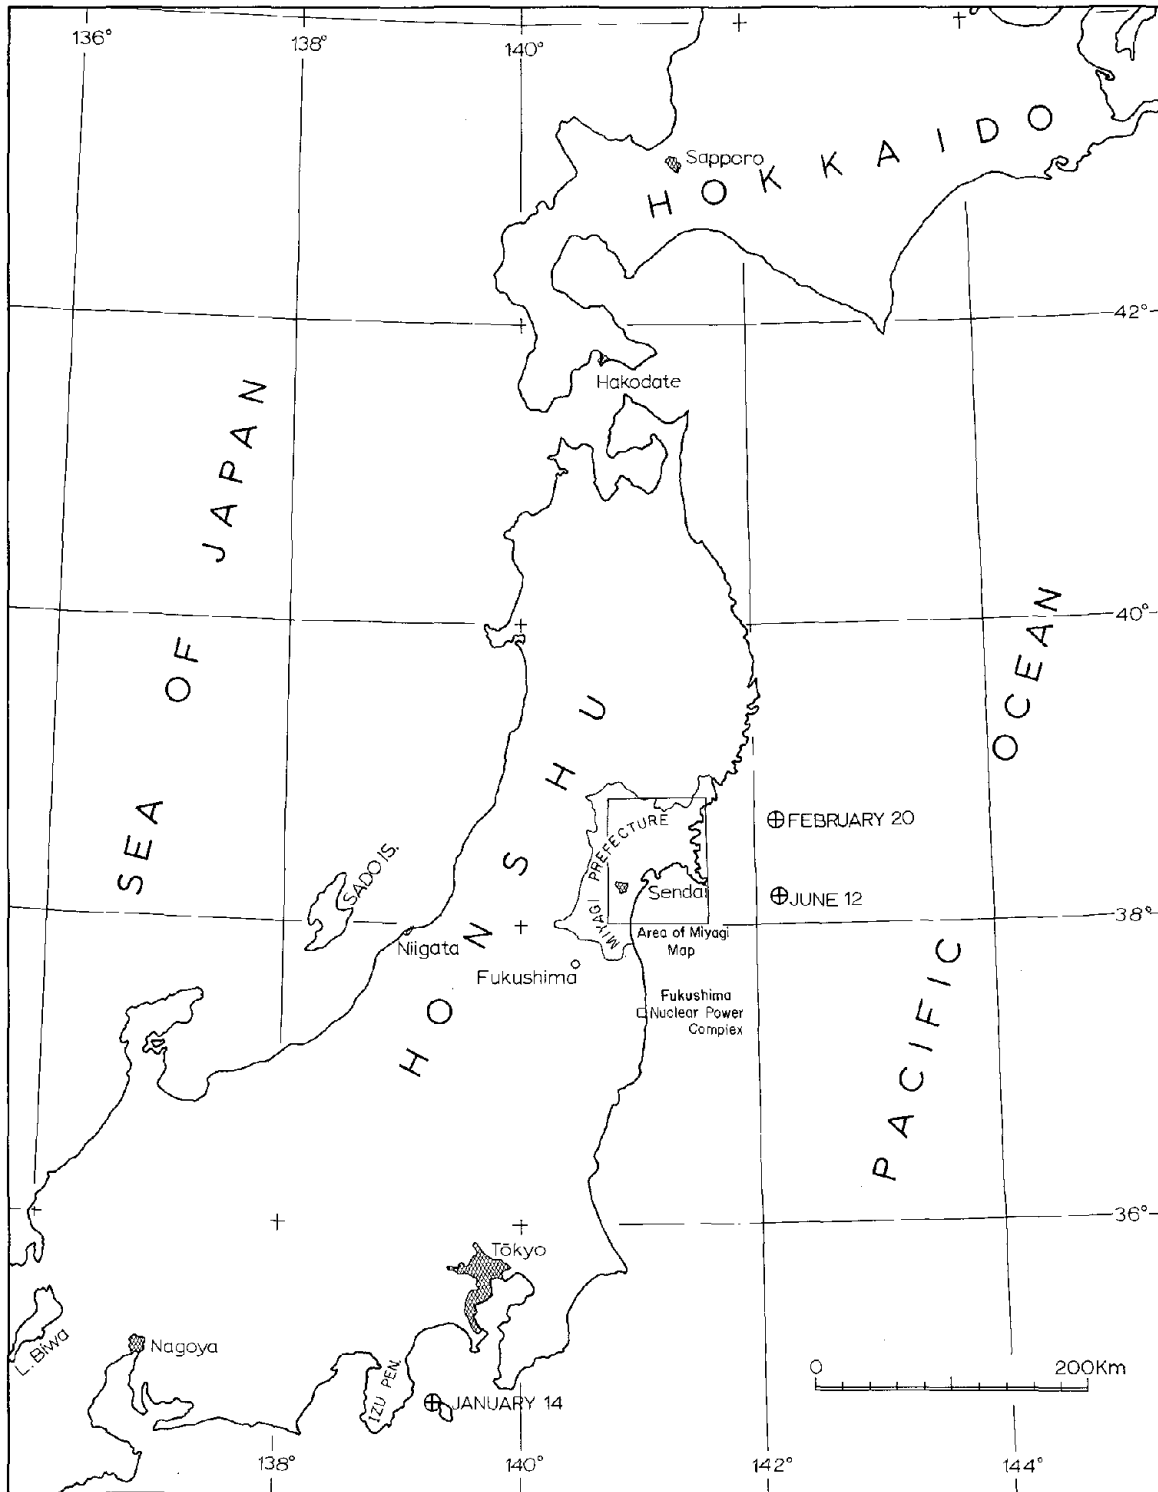 136°
138°
140°
Sapporo
HOKKAIDO
42°
Hakodate
SEA OF JAPAN
40°
HONSHU
PACIFIC OCEAN
MIYAGI PREFECTURE
FEBRUARY 20
SADO IS.
Sendai
JUNE 12
38°
Niigata
Area of Miyagi
Map
Fukushima
Fukushima
Nuclear Power
Complex
36°
Tōkyo
L. Biwa
Nagoya
IZU PEN.
JANUARY 14
0
200Km
138°
140°
142°
144°